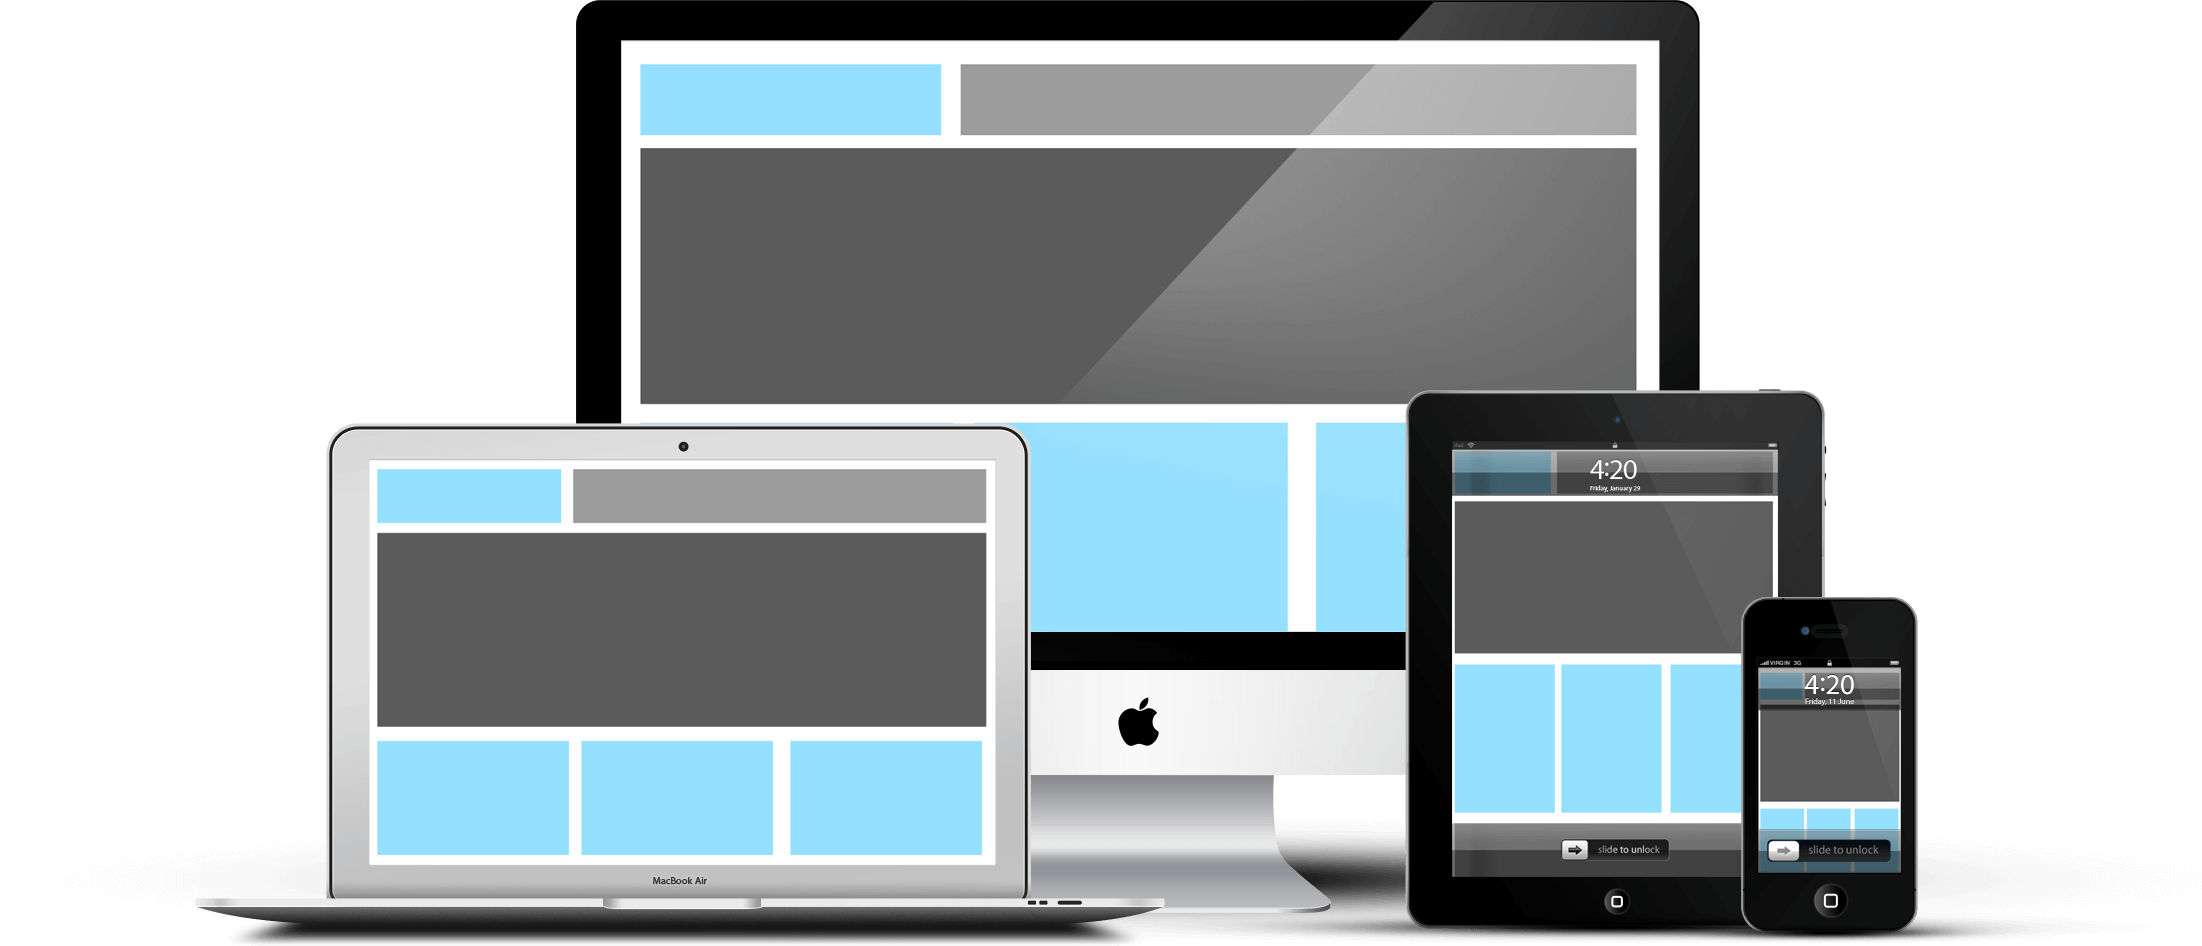 MacBook Air
iPad
4:20
Friday, January 29
slide to unlock
VIRGIN 3G
4:20
Friday, 11 June
slide to unlock